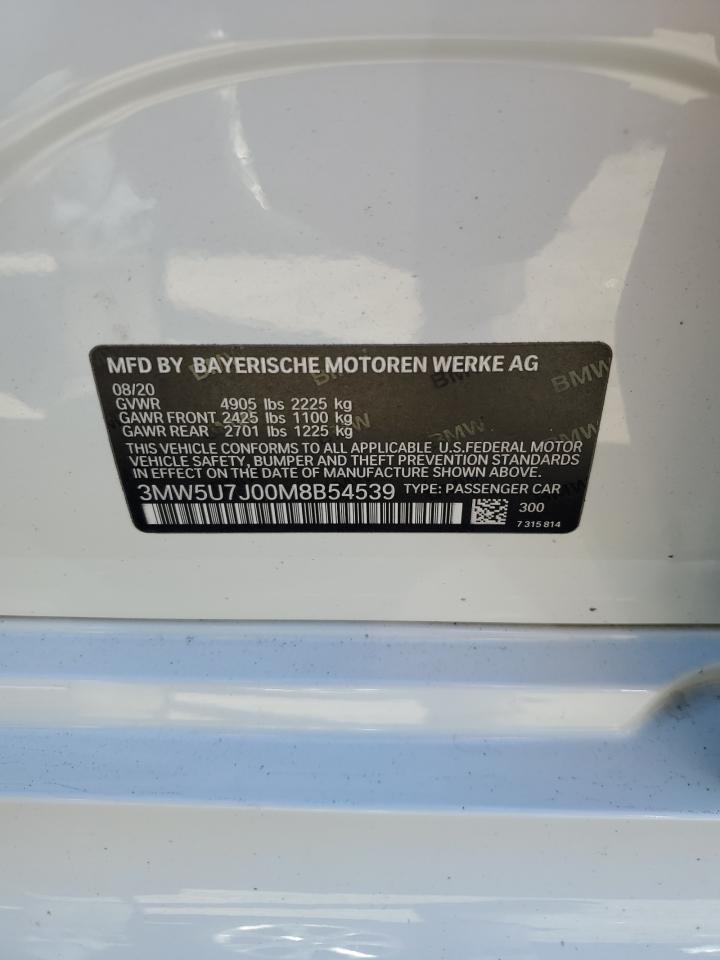 MFD BY BAYERISCHE MOTOREN WERKE AG
08/20
GVWR 4905 lbs 2225 kg
GAWR FRONT 2425 lbs 1100 kg
GAWR REAR 2701 lbs 1225 kg
THIS VEHICLE CONFORMS TO ALL APPLICABLE U.S.FEDERAL MOTOR
VEHICLE SAFETY, BUMPER AND THEFT PREVENTION STANDARDS
IN EFFECT ON THE DATE OF MANUFACTURE SHOWN ABOVE.
3MW5U7J00M8B54539 TYPE: PASSENGER CAR
300
7 315 814
BMW
BMW
BMW